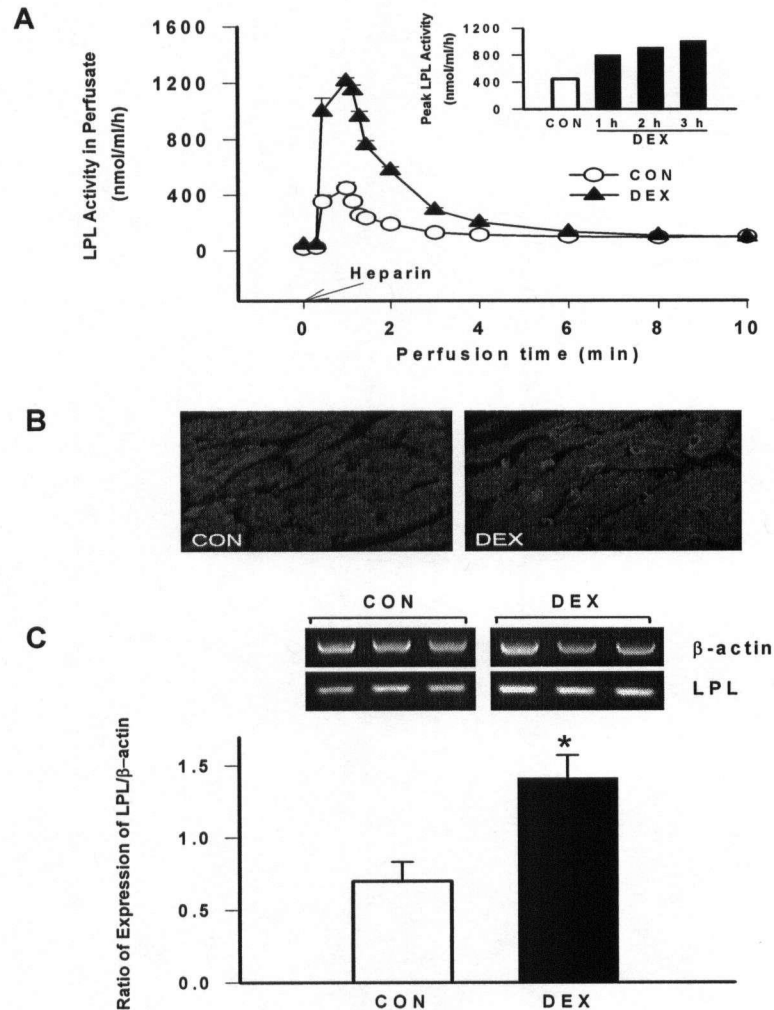 A
LPL Activity in Perfusate
(nmol/ml/h)
1600
1200
800
400
0
Peak LPL Activity
(nmol/ml/h)
1200
800
400
0
CON
1 h
2 h
3 h
DEX
CON
DEX
Heparin
0
2
4
6
8
10
Perfusion time (min)
B
CON
DEX
C
CON
DEX
β-actin
LPL
Ratio of Expression of LPL/β-actin
1.5
1.0
0.5
0.0
*
CON
DEX